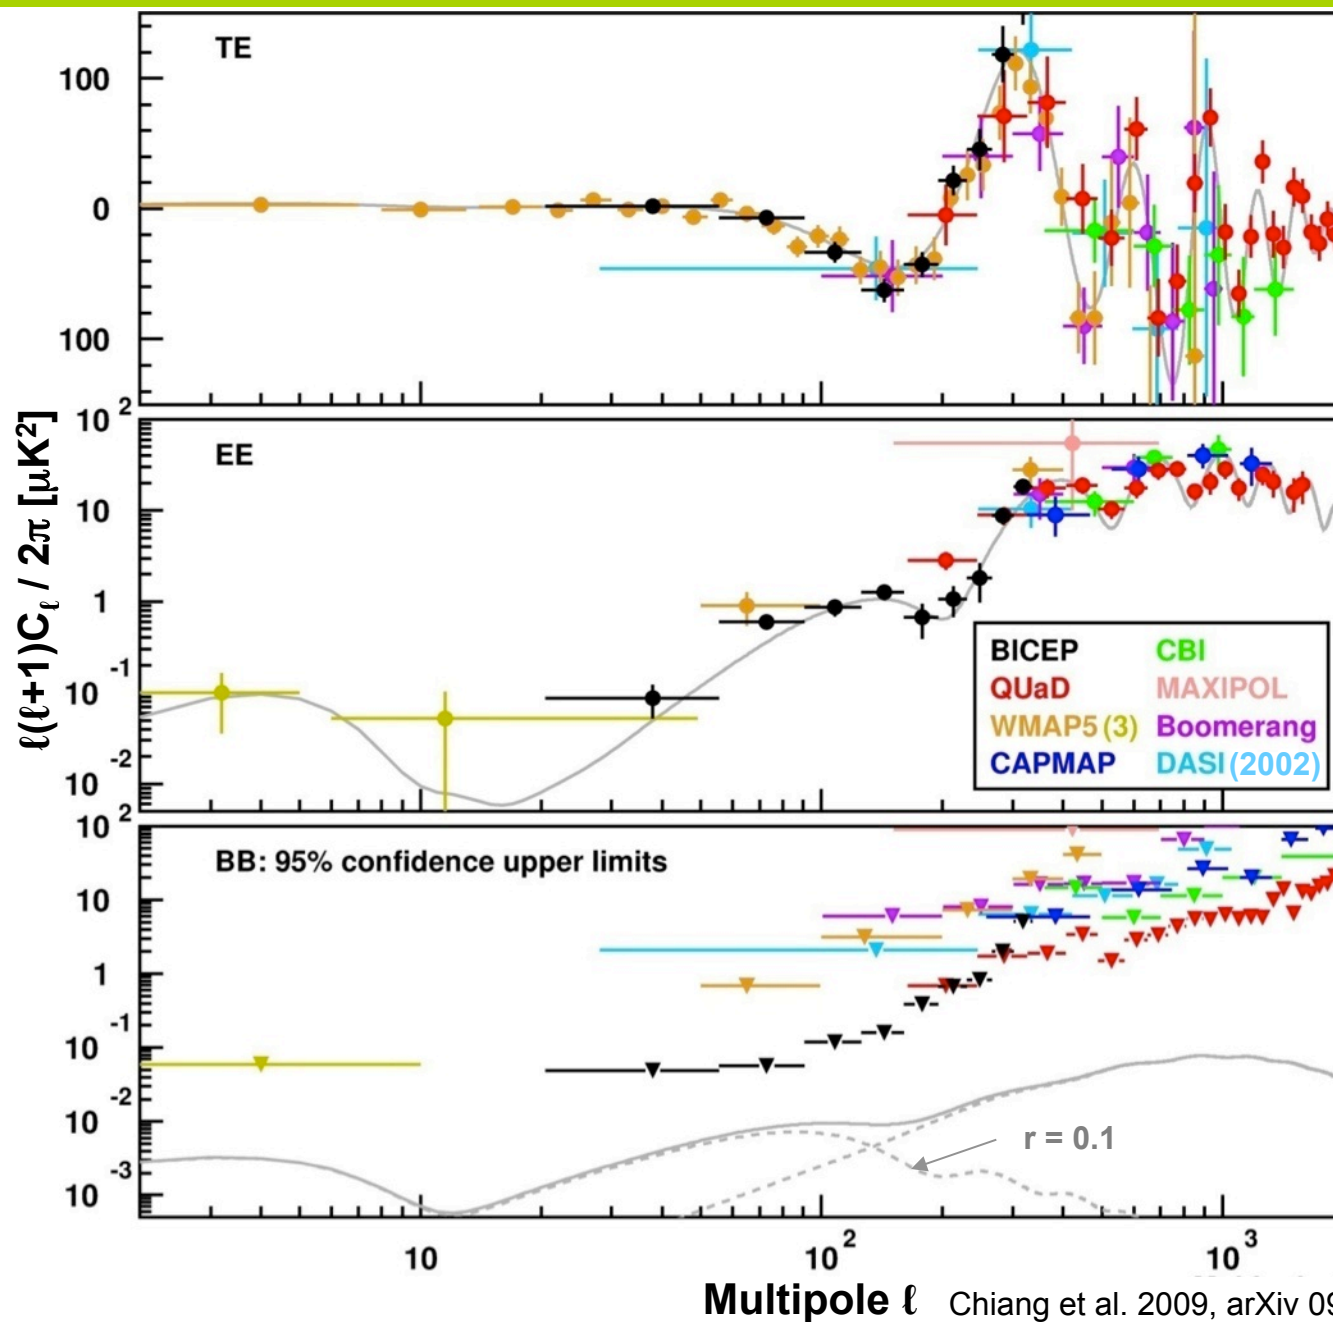 TE
100
0
100
ℓ(ℓ+1)Cℓ / 2π [μK²]
10²
EE
10
1
10⁻¹
10⁻²
BICEP
CBI
QUaD
MAXIPOL
WMAP5 (3)
Boomerang
CAPMAP
DASI (2002)
10²
BB: 95% confidence upper limits
10
1
10⁻¹
10⁻²
10⁻³
r = 0.1
10
10²
10³
Multipole ℓ
Chiang et al. 2009, arXiv 09